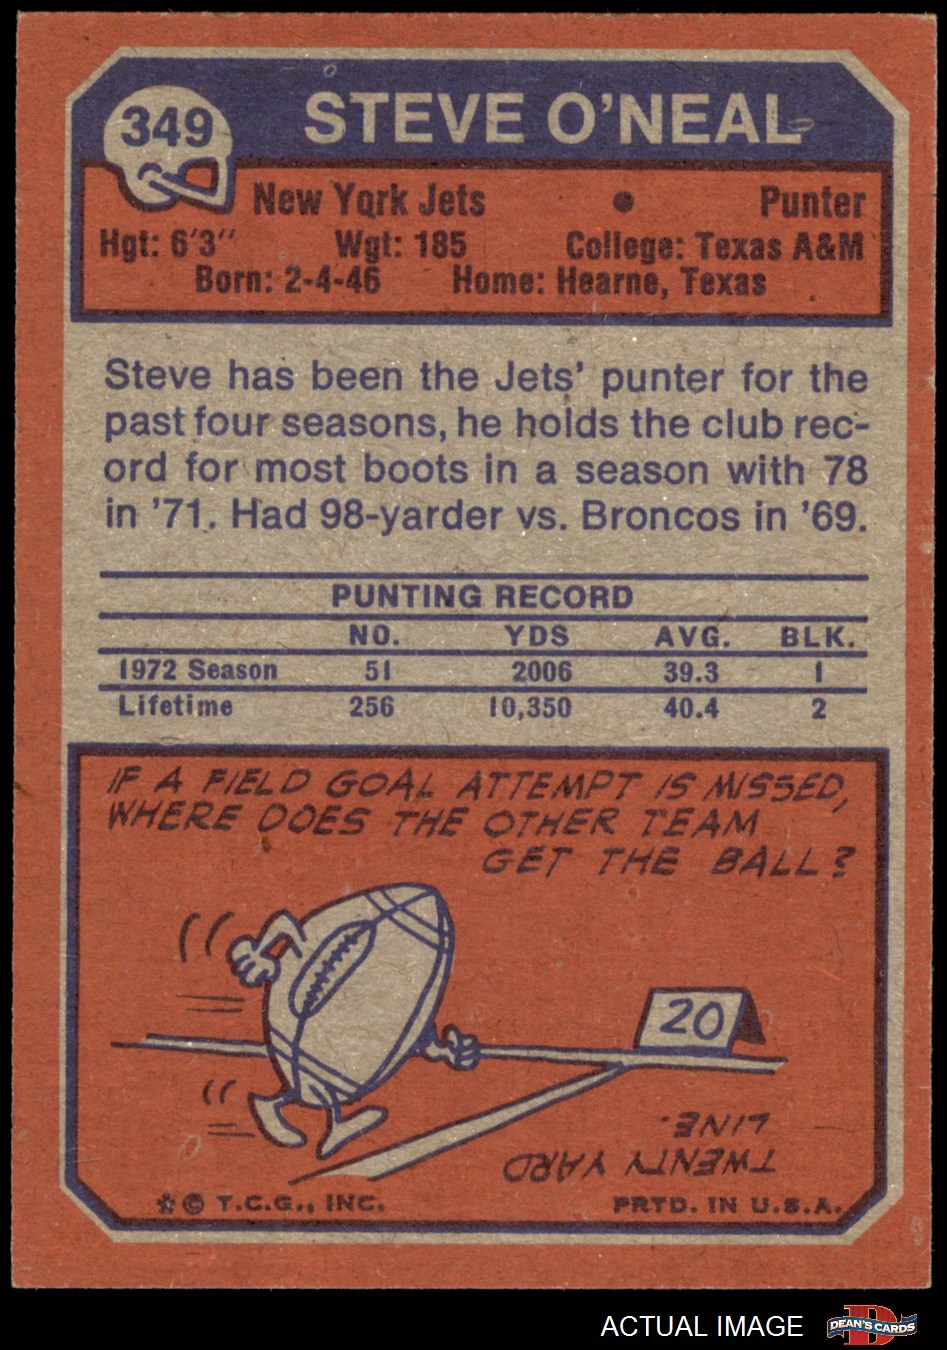 349
STEVE O'NEAL
New York Jets • Punter
Hgt: 6'3'' Wgt: 185 College: Texas A&M
Born: 2-4-46 Home: Hearne, Texas
Steve has been the Jets' punter for the
past four seasons, he holds the club rec-
ord for most boots in a season with 78
in '71. Had 98-yarder vs. Broncos in '69.
PUNTING RECORD
NO. YDS AVG. BLK.
1972 Season 51 2006 39.3 1
Lifetime 256 10,350 40.4 2
IF A FIELD GOAL ATTEMPT IS MISSED,
WHERE DOES THE OTHER TEAM
GET THE BALL?
20
TWENTY YARD
LINE.
*© T.C.G., INC. PRTD. IN U.S.A.
ACTUAL IMAGE D DEAN'S CARDS